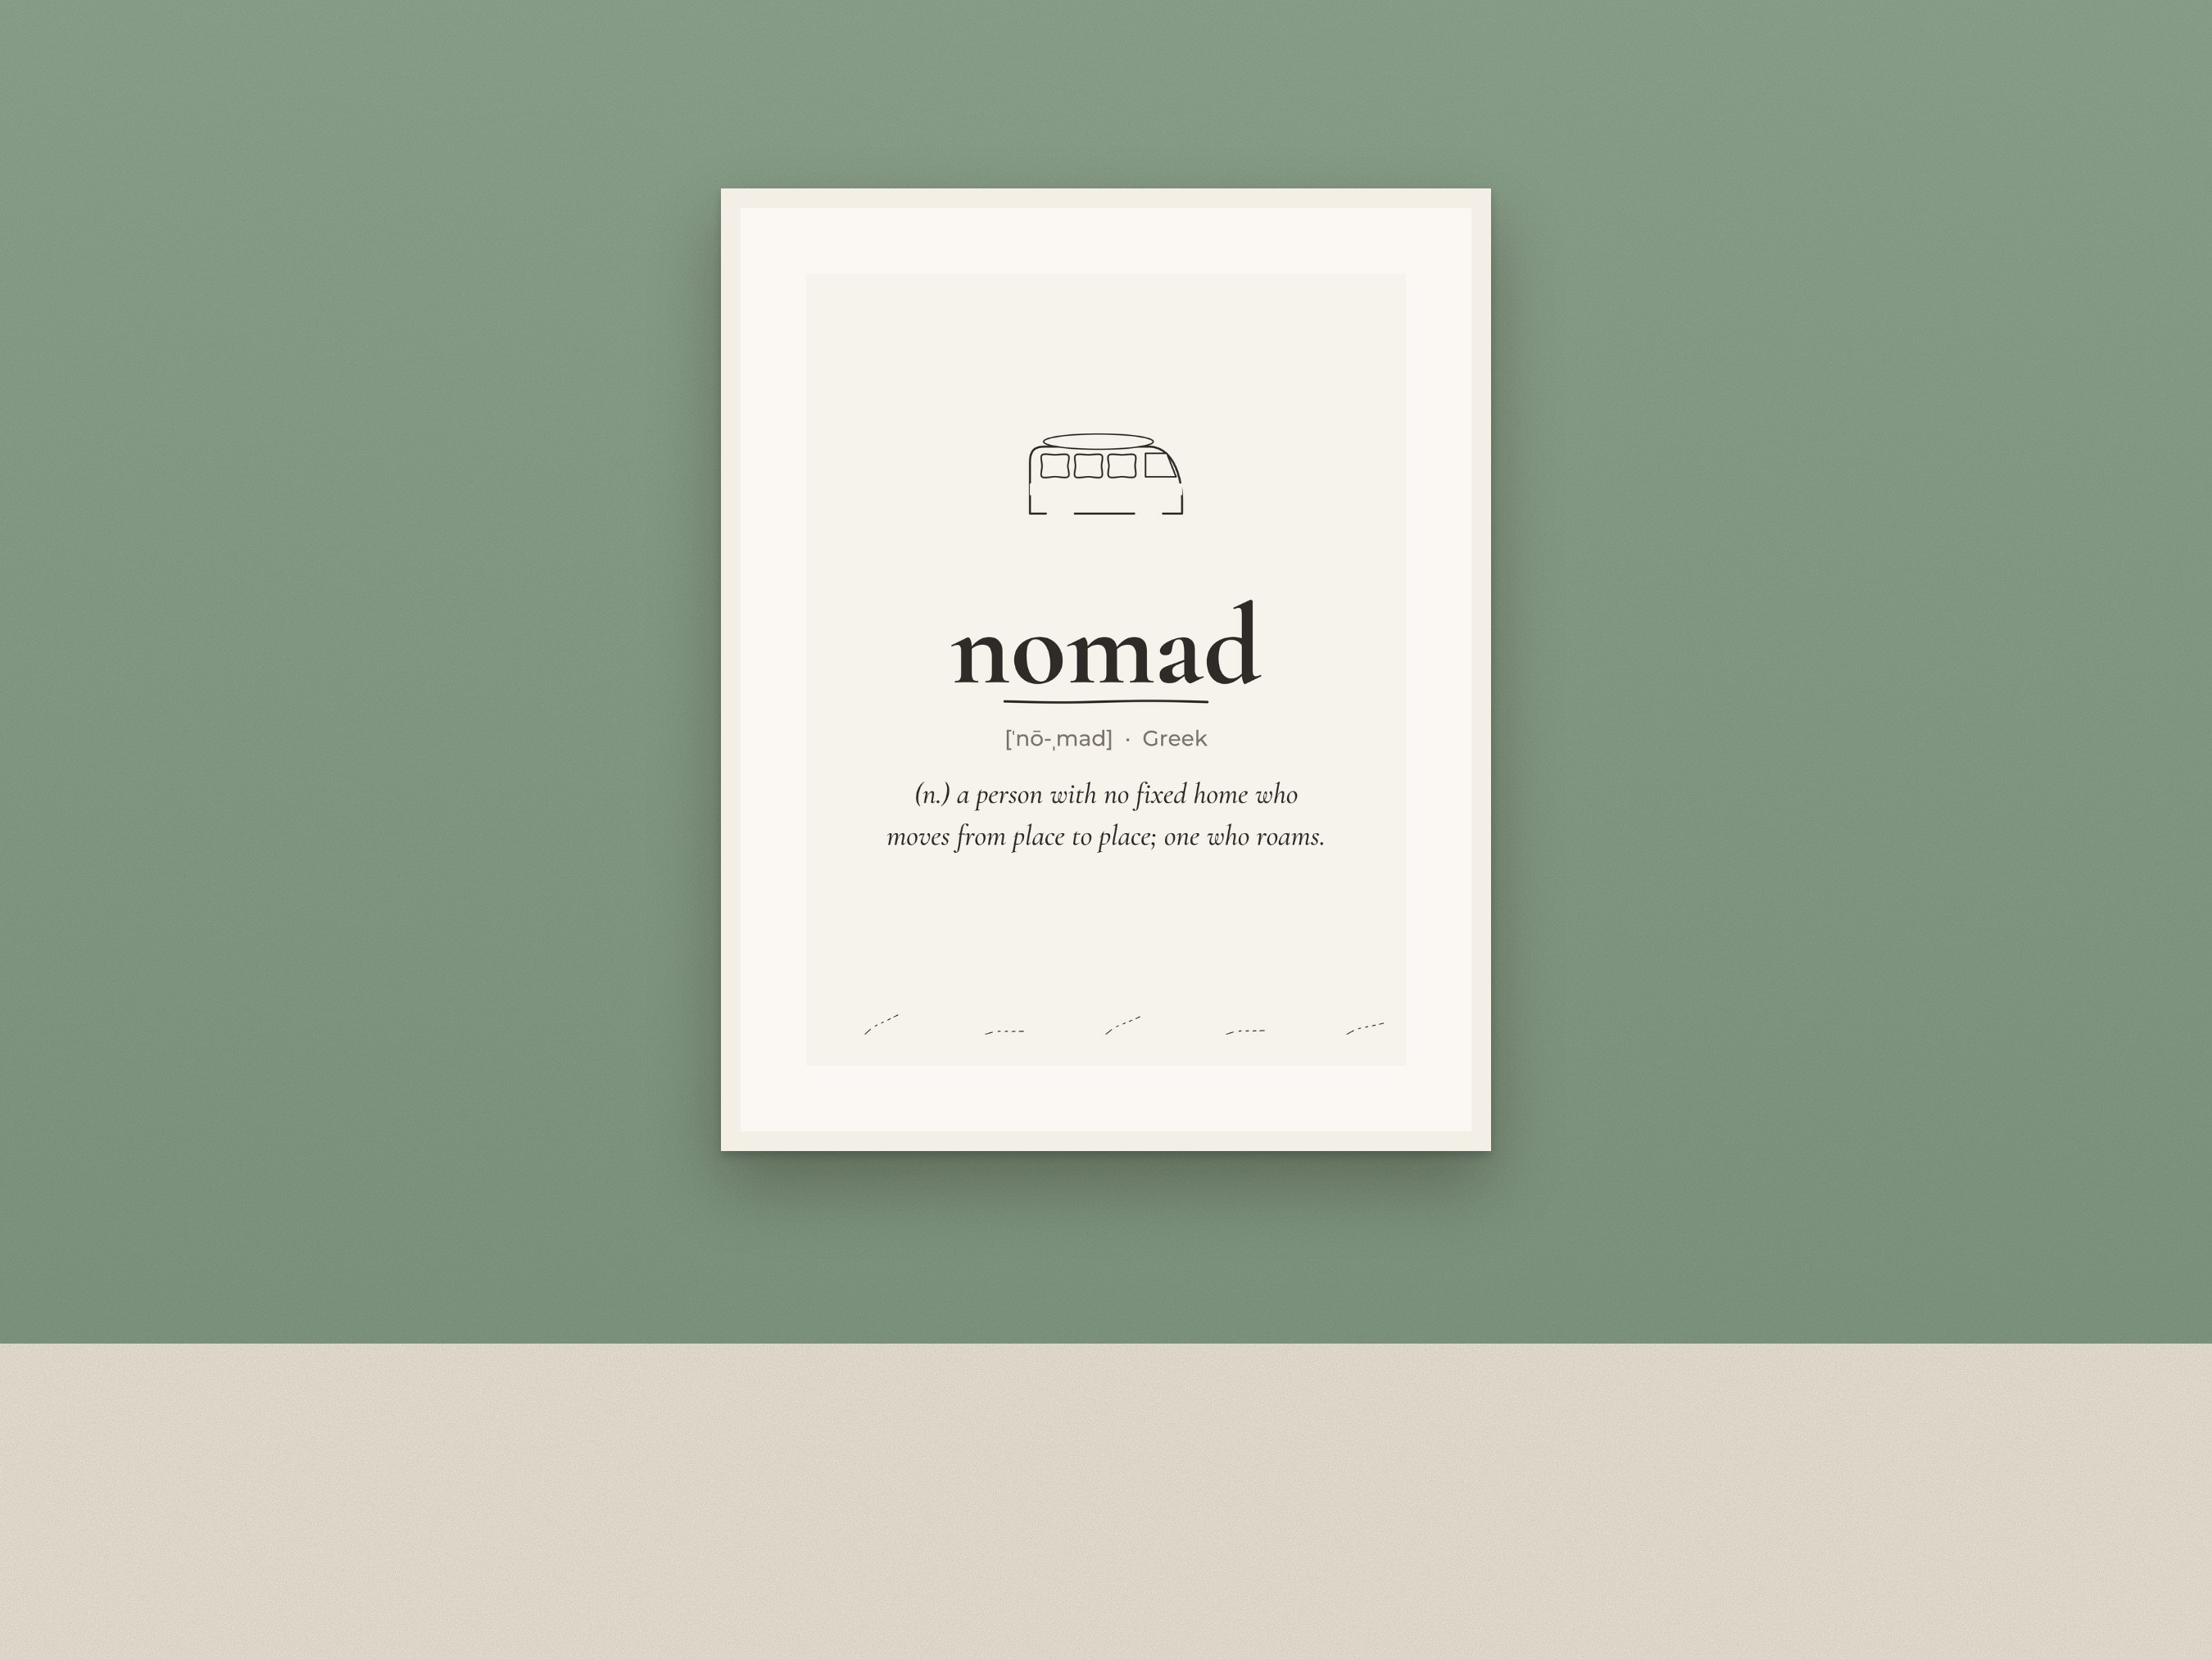 nomad
[ˈnō-ˌmad] · Greek
(n.) a person with no fixed home who
moves from place to place; one who roams.